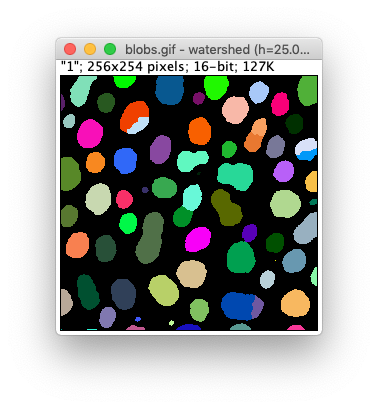 blobs.gif - watershed (h=25.0...
"1"; 256x254 pixels; 16-bit; 127K